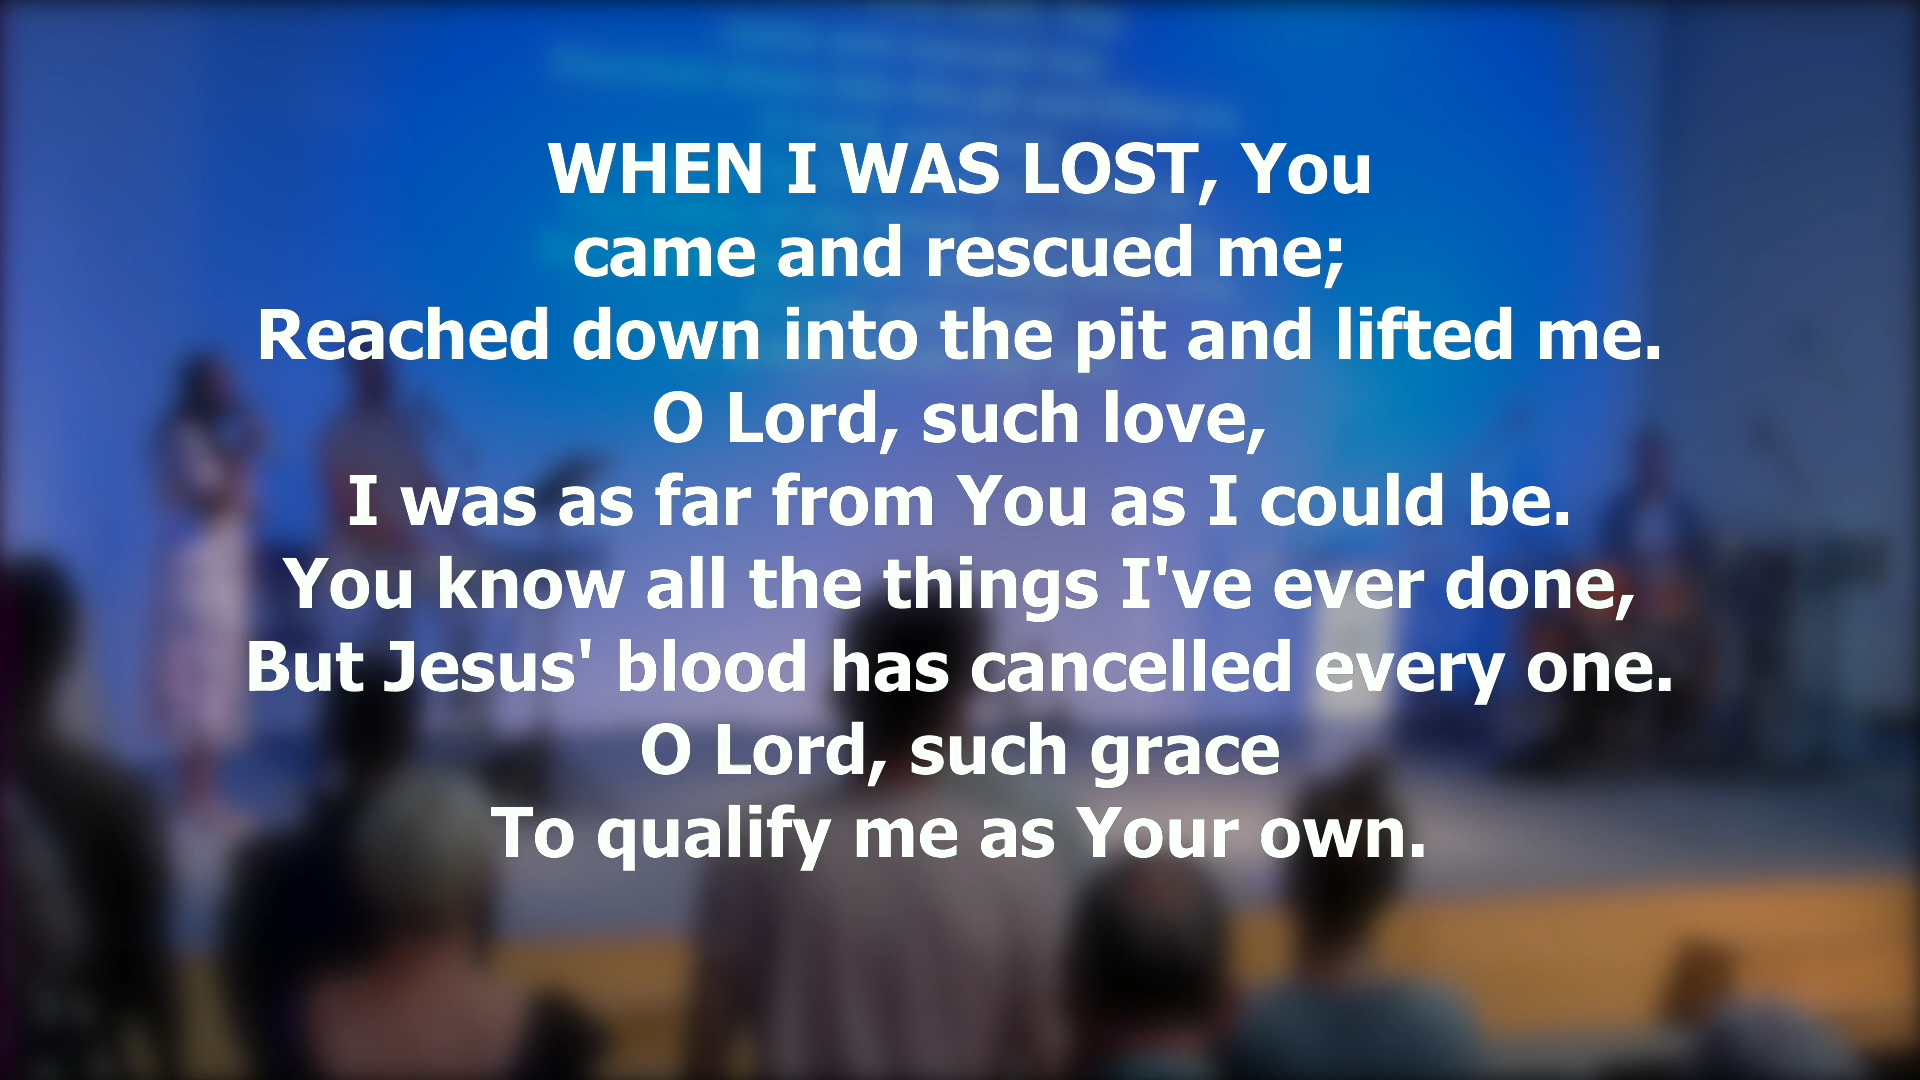 WHEN I WAS LOST, You
came and rescued me;
Reached down into the pit and lifted me.
O Lord, such love,
I was as far from You as I could be.
You know all the things I've ever done,
But Jesus' blood has cancelled every one.
O Lord, such grace
To qualify me as Your own.